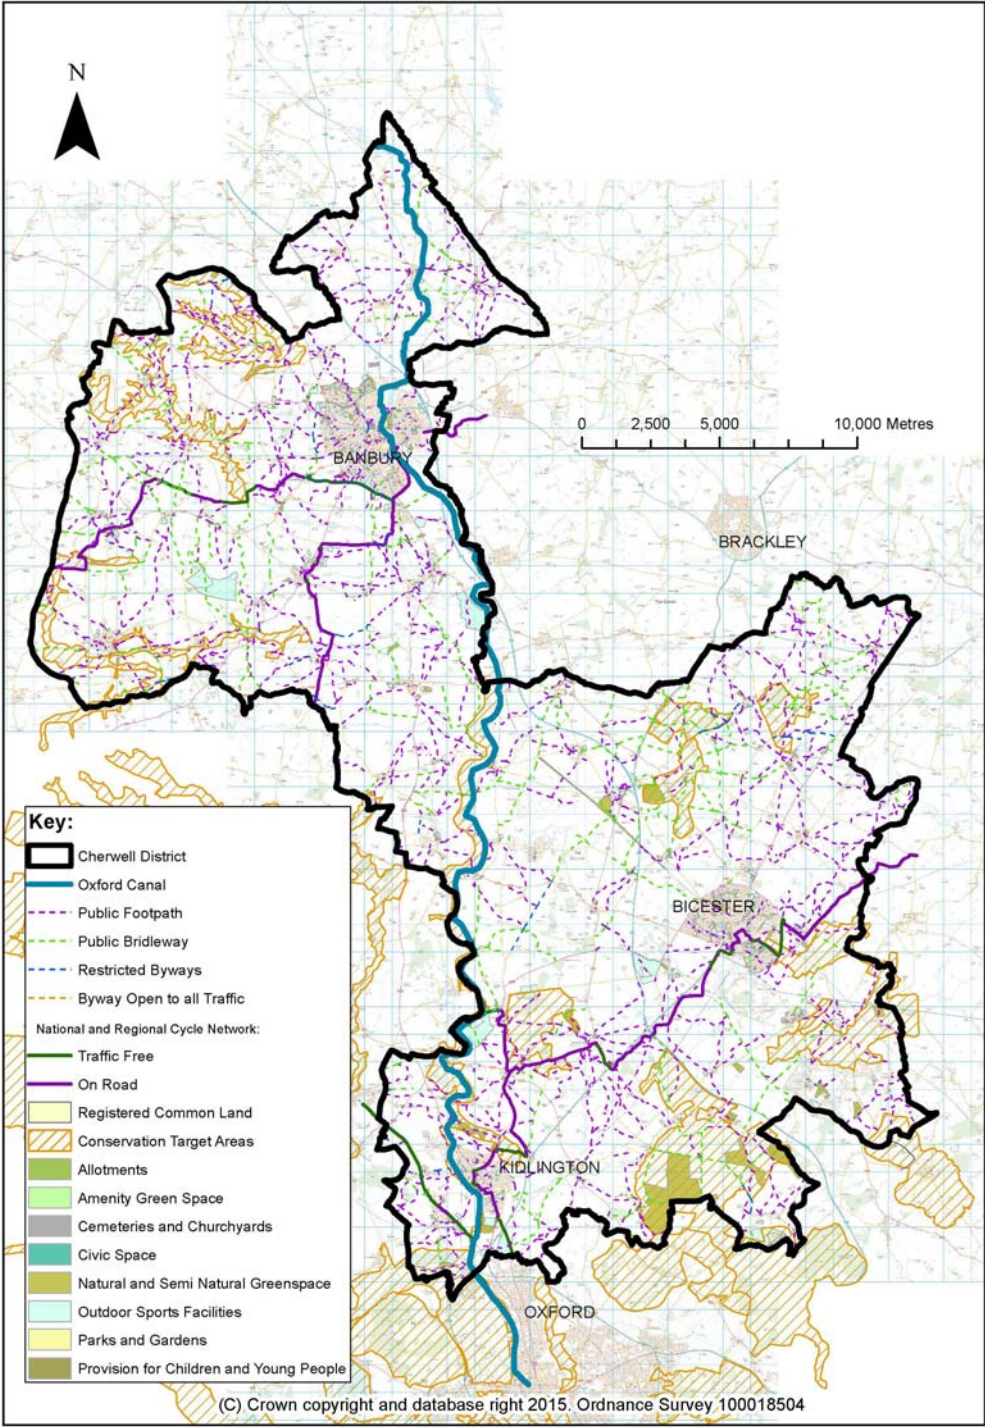 N
0 2,500 5,000 10,000 Metres
BANBURY
BRACKLEY
BICESTER
KIDLINGTON
OXFORD
Key:
Cherwell District
Oxford Canal
Public Footpath
Public Bridleway
Restricted Byways
Byway Open to all Traffic
National and Regional Cycle Network:
Traffic Free
On Road
Registered Common Land
Conservation Target Areas
Allotments
Amenity Green Space
Cemeteries and Churchyards
Civic Space
Natural and Semi Natural Greenspace
Outdoor Sports Facilities
Parks and Gardens
Provision for Children and Young People
(C) Crown copyright and database right 2015. Ordnance Survey 100018504